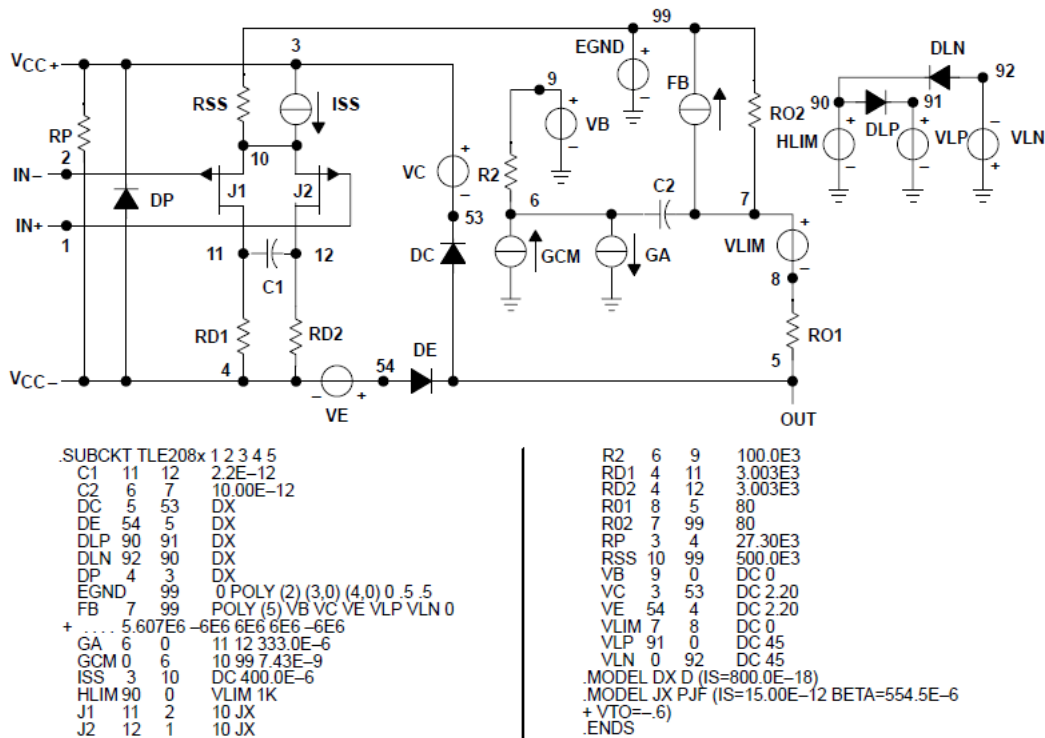 99
3
EGND
+
−
DLN
92
VCC+
RSS
ISS
9
FB
90
91
RP
+
−
VB
RO2
+
−
HLIM
DLP
+
−
VLP
−
+
VLN
2
10
IN−
DP
J1
J2
+
−
VC
R2
C2
6
7
IN+
1
53
11
12
GCM
GA
VLIM
+
−
C1
DC
8
RD1
RD2
RO1
DE
54
5
4
VCC−
−
+
VE
OUT
.SUBCKT TLE208x 1 2 3 4 5
C1 11 12 2.2E−12
C2 6 7 10.00E−12
DC 5 53 DX
DE 54 5 DX
DLP 90 91 DX
DLN 92 90 DX
DP 4 3 DX
EGND 99 0 POLY (2) (3,0) (4,0) 0 .5 .5
FB 7 99 POLY (5) VB VC VE VLP VLN 0
+ . . . . 5.607E6 −6E6 6E6 6E6 −6E6
GA 6 0 11 12 333.0E−6
GCM 0 6 10 99 7.43E−9
ISS 3 10 DC 400.0E−6
HLIM 90 0 VLIM 1K
J1 11 2 10 JX
J2 12 1 10 JX
R2 6 9 100.0E3
RD1 4 11 3.003E3
RD2 4 12 3.003E3
R01 8 5 80
R02 7 99 80
RP 3 4 27.30E3
RSS 10 99 500.0E3
VB 9 0 DC 0
VC 3 53 DC 2.20
VE 54 4 DC 2.20
VLIM 7 8 DC 0
VLP 91 0 DC 45
VLN 0 92 DC 45
.MODEL DX D (IS=800.0E−18)
.MODEL JX PJF (IS=15.00E−12 BETA=554.5E−6
+ VTO=−.6)
.ENDS